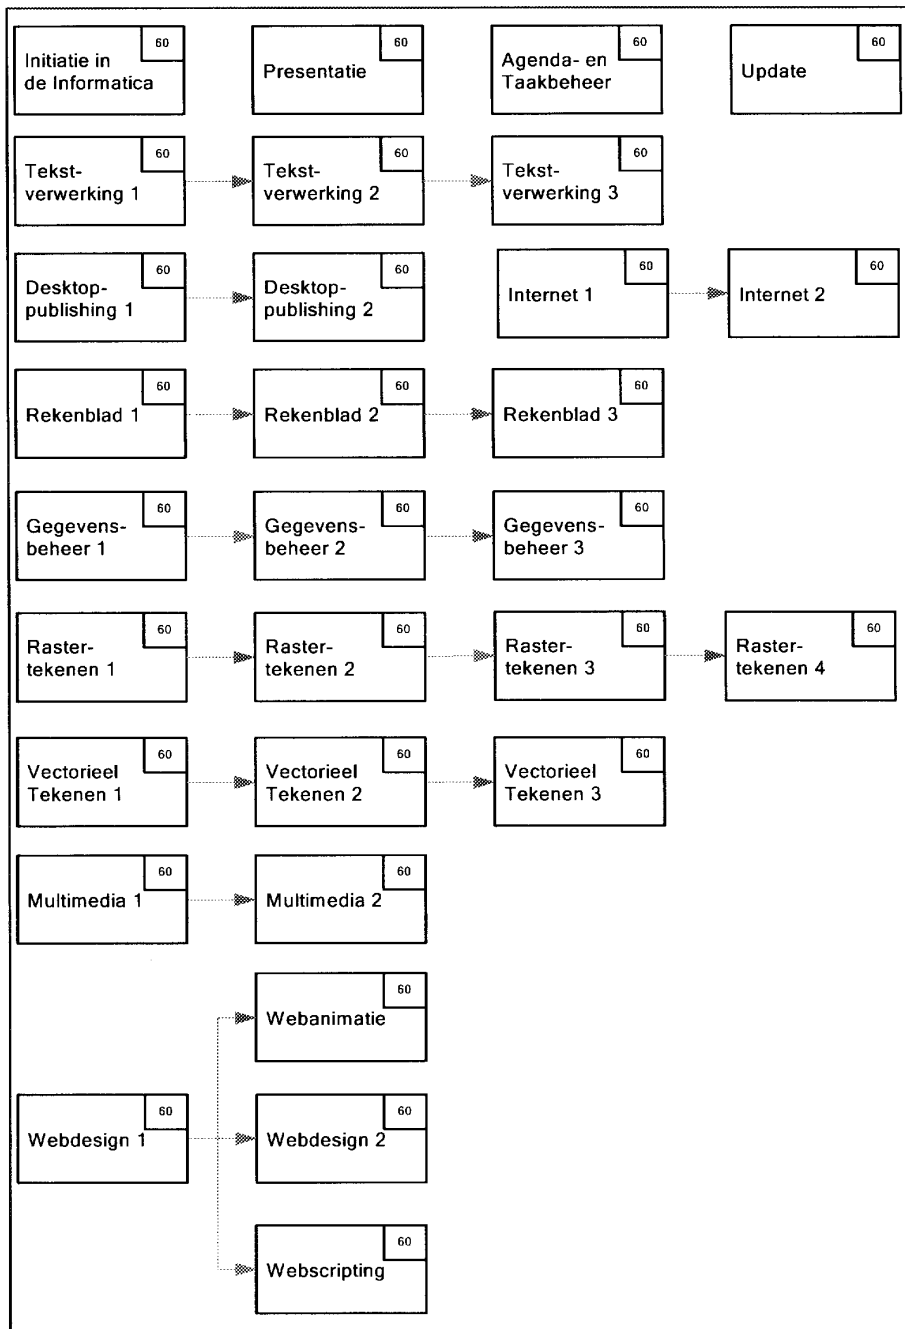 60
Initiatie in
de Informatica
60
Presentatie
60
Agenda- en
Taakbeheer
60
Update
60
Tekst-
verwerking 1
60
Tekst-
verwerking 2
60
Tekst-
verwerking 3
60
Desktop-
publishing 1
60
Desktop-
publishing 2
60
Internet 1
60
Internet 2
60
Rekenblad 1
60
Rekenblad 2
60
Rekenblad 3
60
Gegevens-
beheer 1
60
Gegevens-
beheer 2
60
Gegevens-
beheer 3
60
Raster-
tekenen 1
60
Raster-
tekenen 2
60
Raster-
tekenen 3
60
Raster-
tekenen 4
60
Vectorieel
Tekenen 1
60
Vectorieel
Tekenen 2
60
Vectorieel
Tekenen 3
60
Multimedia 1
60
Multimedia 2
60
Webanimatie
60
Webdesign 1
60
Webdesign 2
60
Webscripting